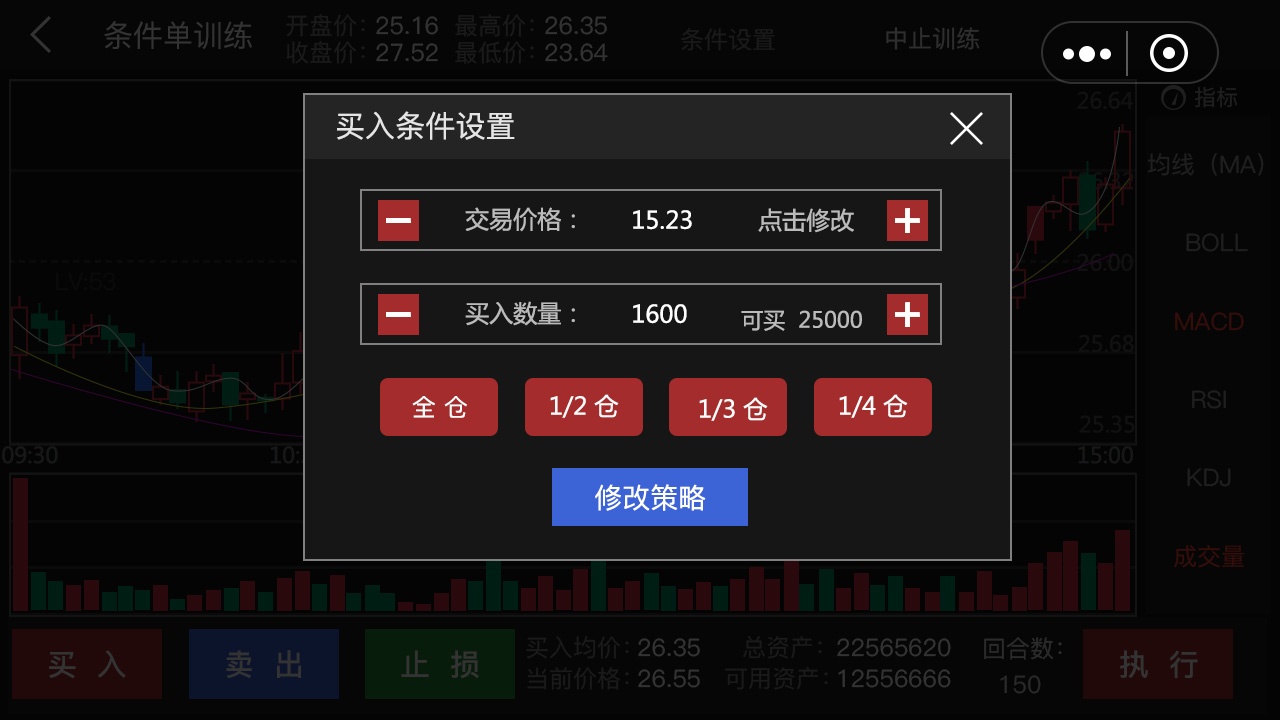 条件单训练
开盘价: 25.16 最高价: 26.35
收盘价: 27.52 最低价: 23.64
条件设置
中止训练
26.64
指标
买入条件设置
均线（MA）
交易价格： 15.23 点击修改
BOLL
26.00
LV:53
买入数量： 1600 可买 25000
MACD
25.68
全 仓 1/2 仓 1/3 仓 1/4 仓
RSI
25.35
09:30 10: 15:00
KDJ
修改策略
成交量
买 入 卖 出 止 损
买入均价: 26.35 总资产: 22565620 回合数:
当前价格: 26.55 可用资产: 12556666 150
执 行